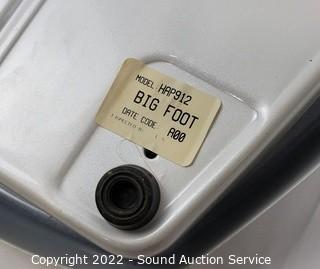 MODEL: HAP912
BIG FOOT
DATE CODE: A00
Copyright 2022 - Sound Auction Service